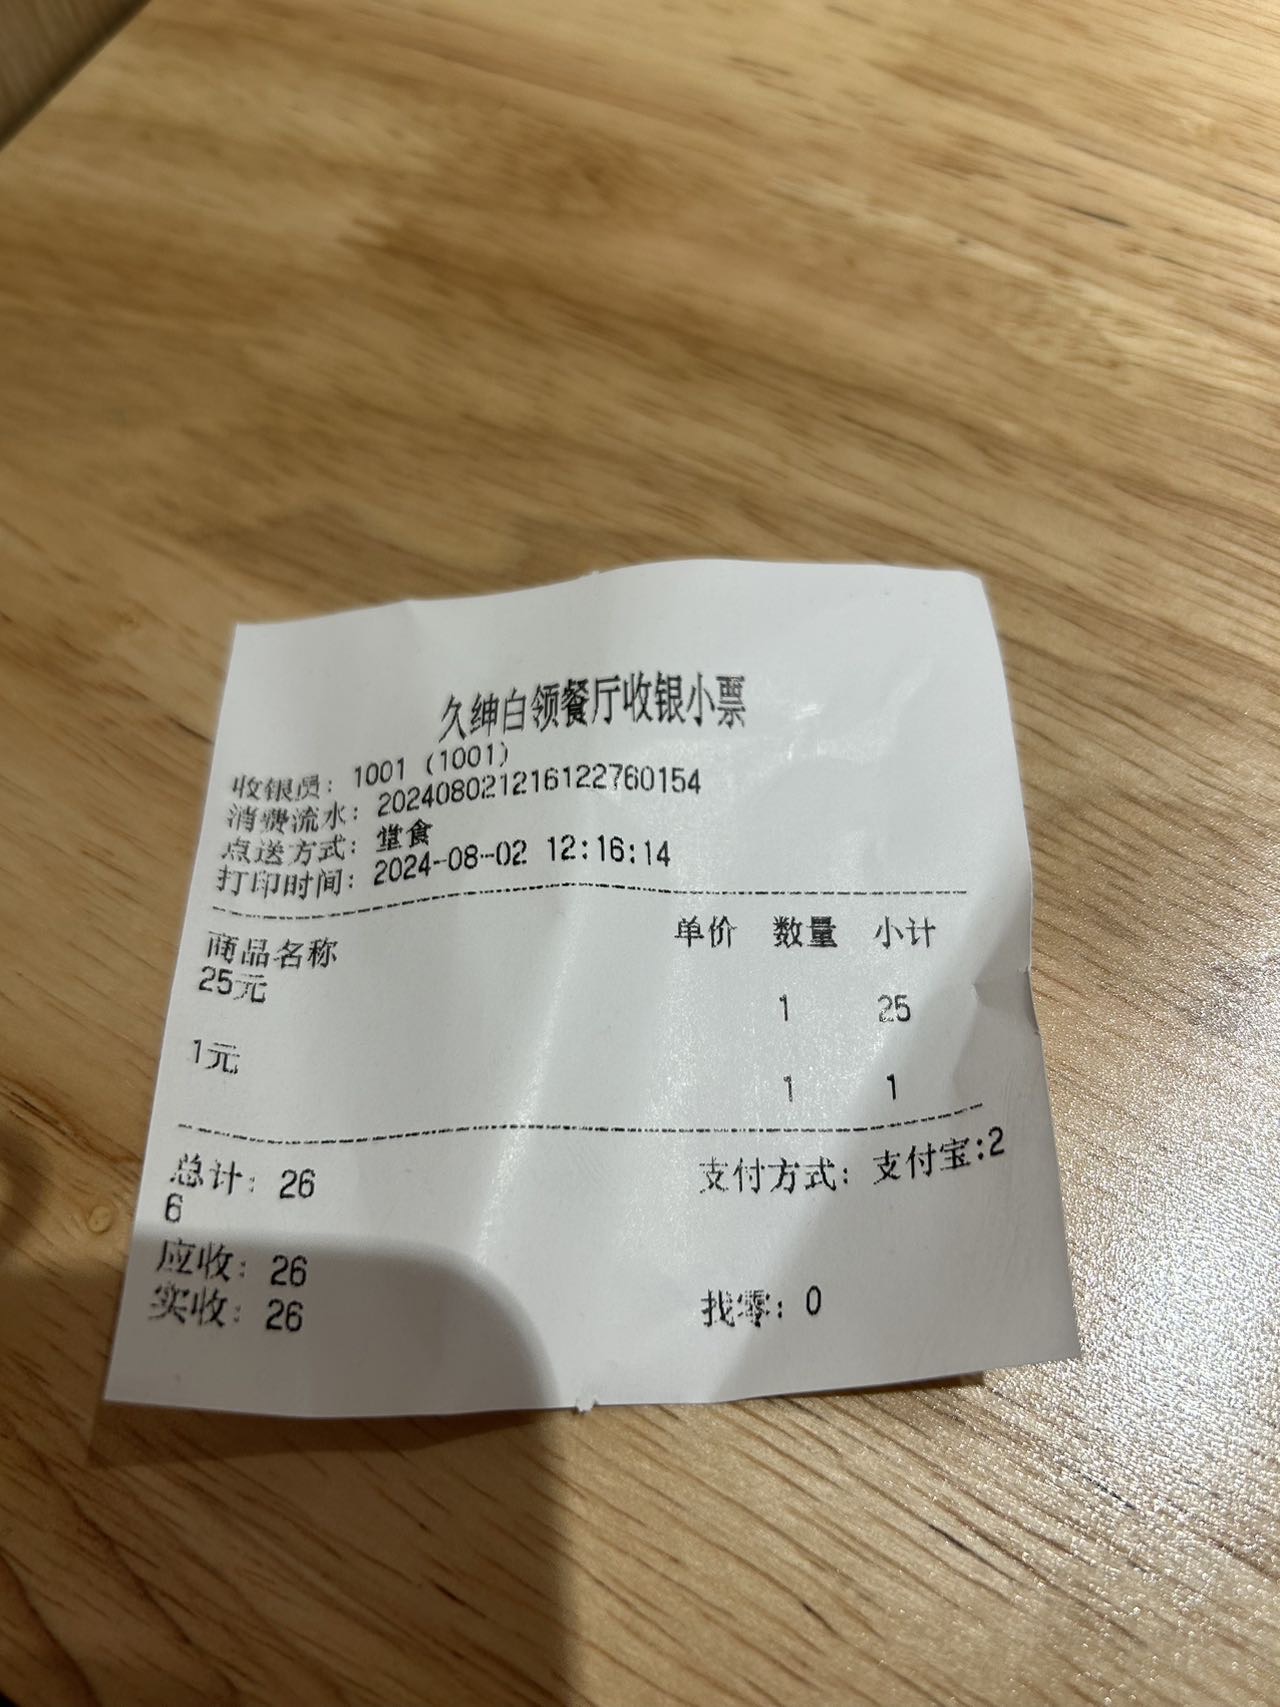 久绅白领餐厅收银小票
收银员: 1001 (1001)
消费流水: 202408021216122760154
点送方式: 堂食
打印时间: 2024-08-02 12:16:14
商品名称 单价 数量 小计
25元
1 25
1元
1 1
总计: 26 支付方式: 支付宝:2
6
应收: 26
实收: 26 找零: 0